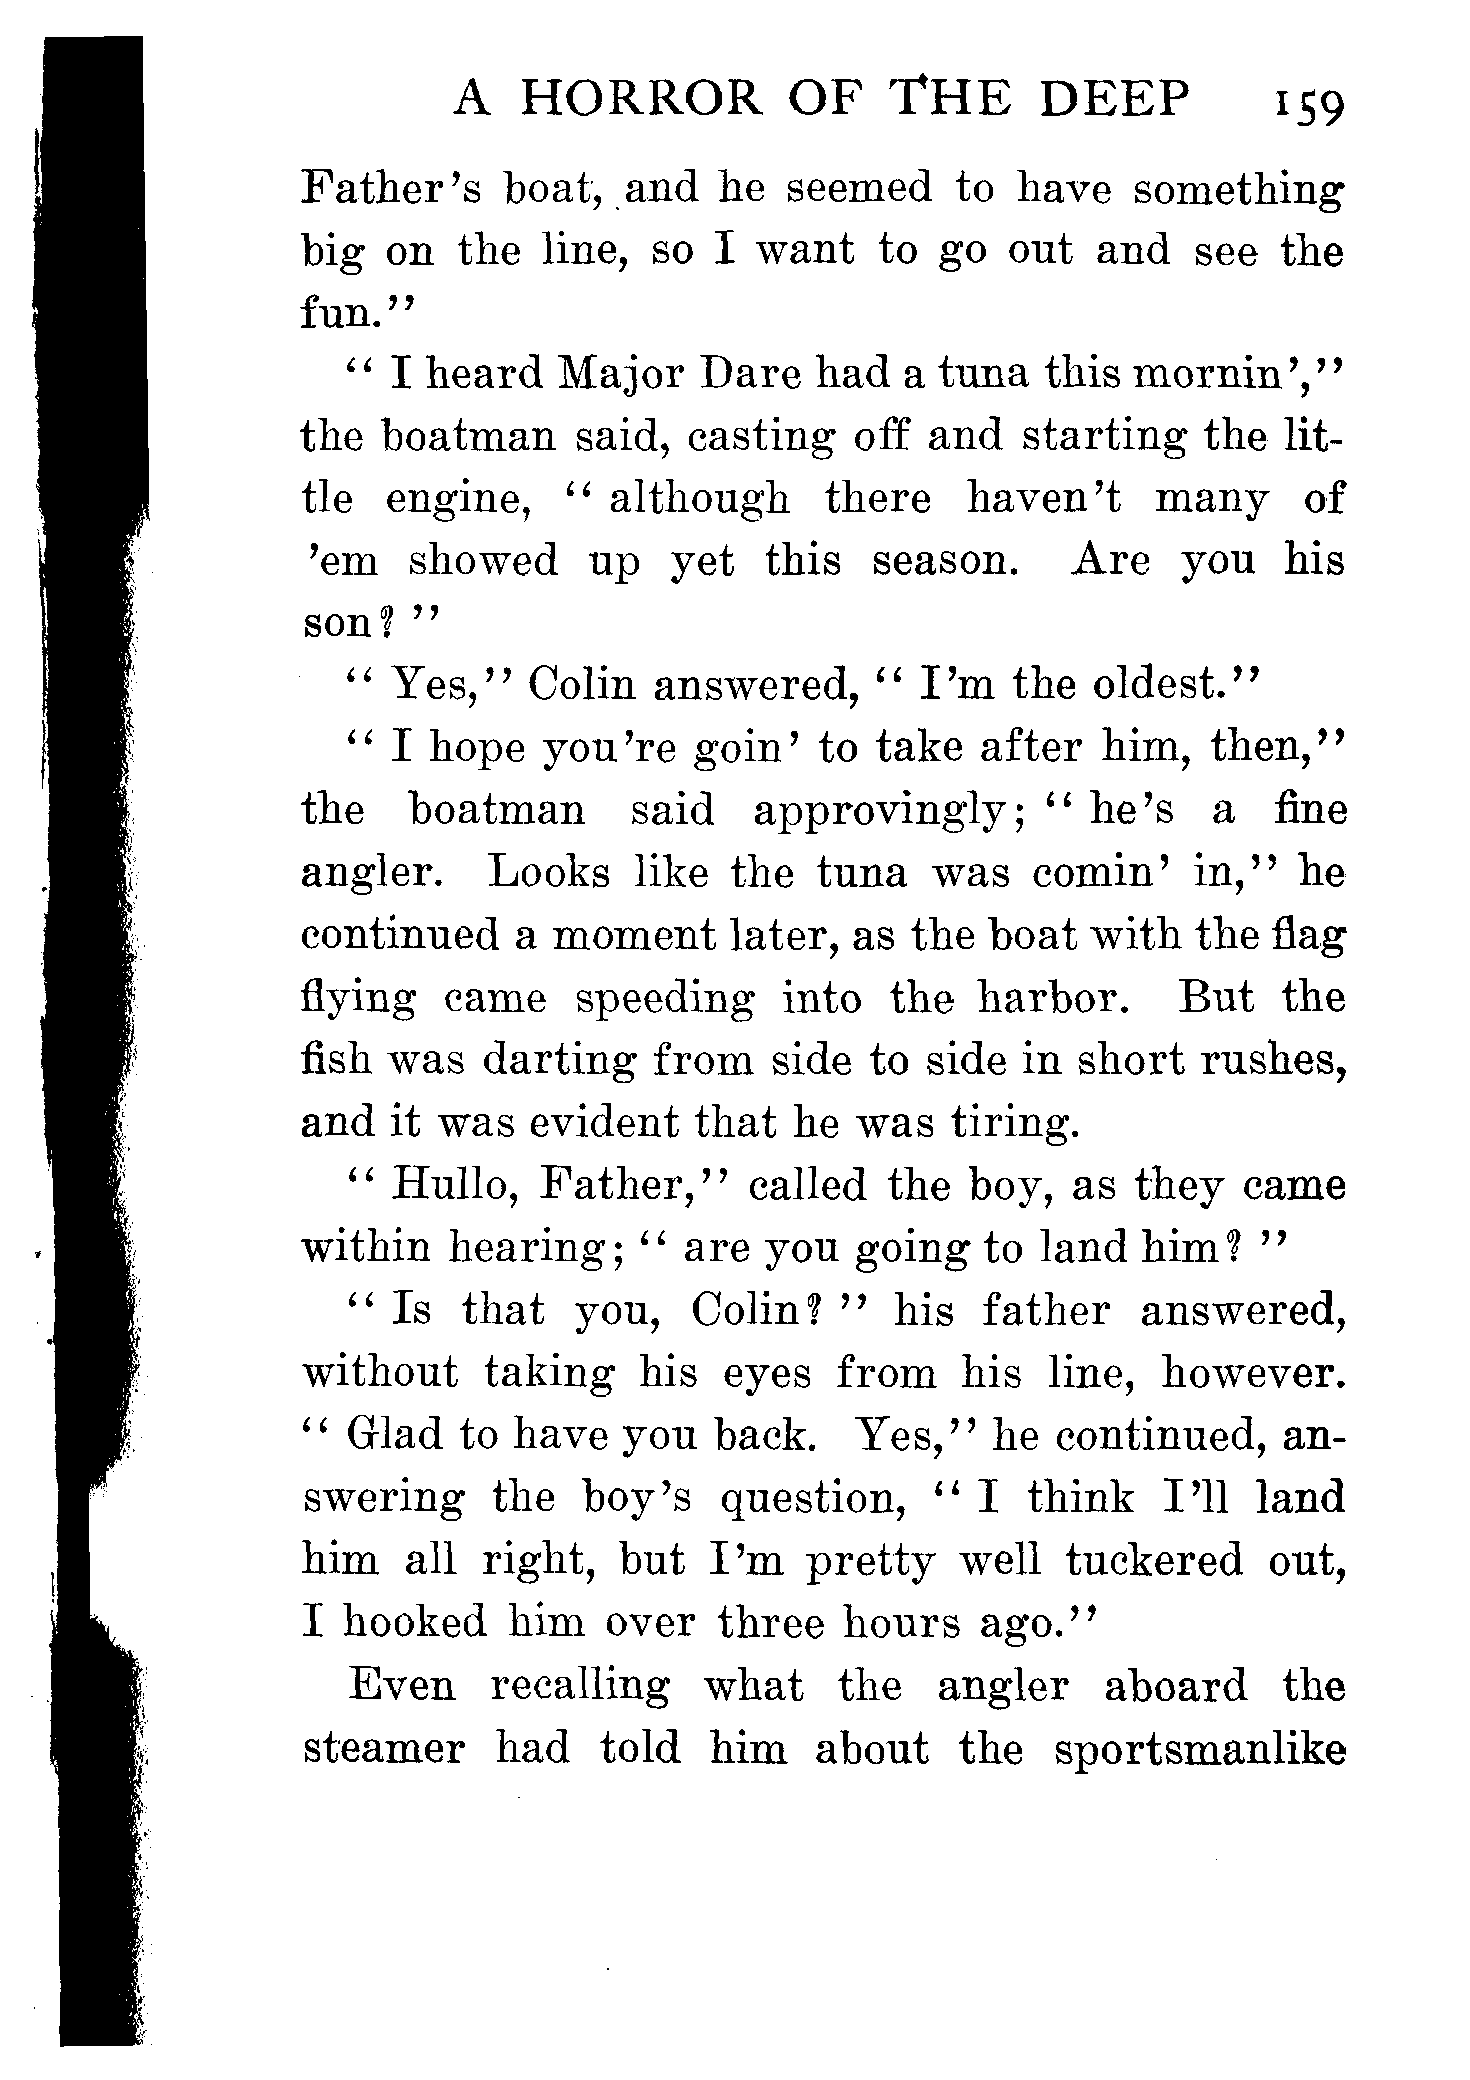 A HORROR OF THE DEEP 159
Father's boat, and he seemed to have something
big on the line, so I want to go out and see the
fun."
" I heard Major Dare had a tuna this mornin',"
the boatman said, casting off and starting the lit-
tle engine, " although there haven't many of
'em showed up yet this season. Are you his
son? "
" Yes," Colin answered, " I'm the oldest."
" I hope you're goin' to take after him, then,"
the boatman said approvingly; " he's a fine
angler. Looks like the tuna was comin' in," he
continued a moment later, as the boat with the flag
flying came speeding into the harbor. But the
fish was darting from side to side in short rushes,
and it was evident that he was tiring.
" Hullo, Father," called the boy, as they came
within hearing; " are you going to land him? "
" Is that you, Colin? " his father answered,
without taking his eyes from his line, however.
" Glad to have you back. Yes," he continued, an-
swering the boy's question, " I think I'll land
him all right, but I'm pretty well tuckered out,
I hooked him over three hours ago."
Even recalling what the angler aboard the
steamer had told him about the sportsmanlike